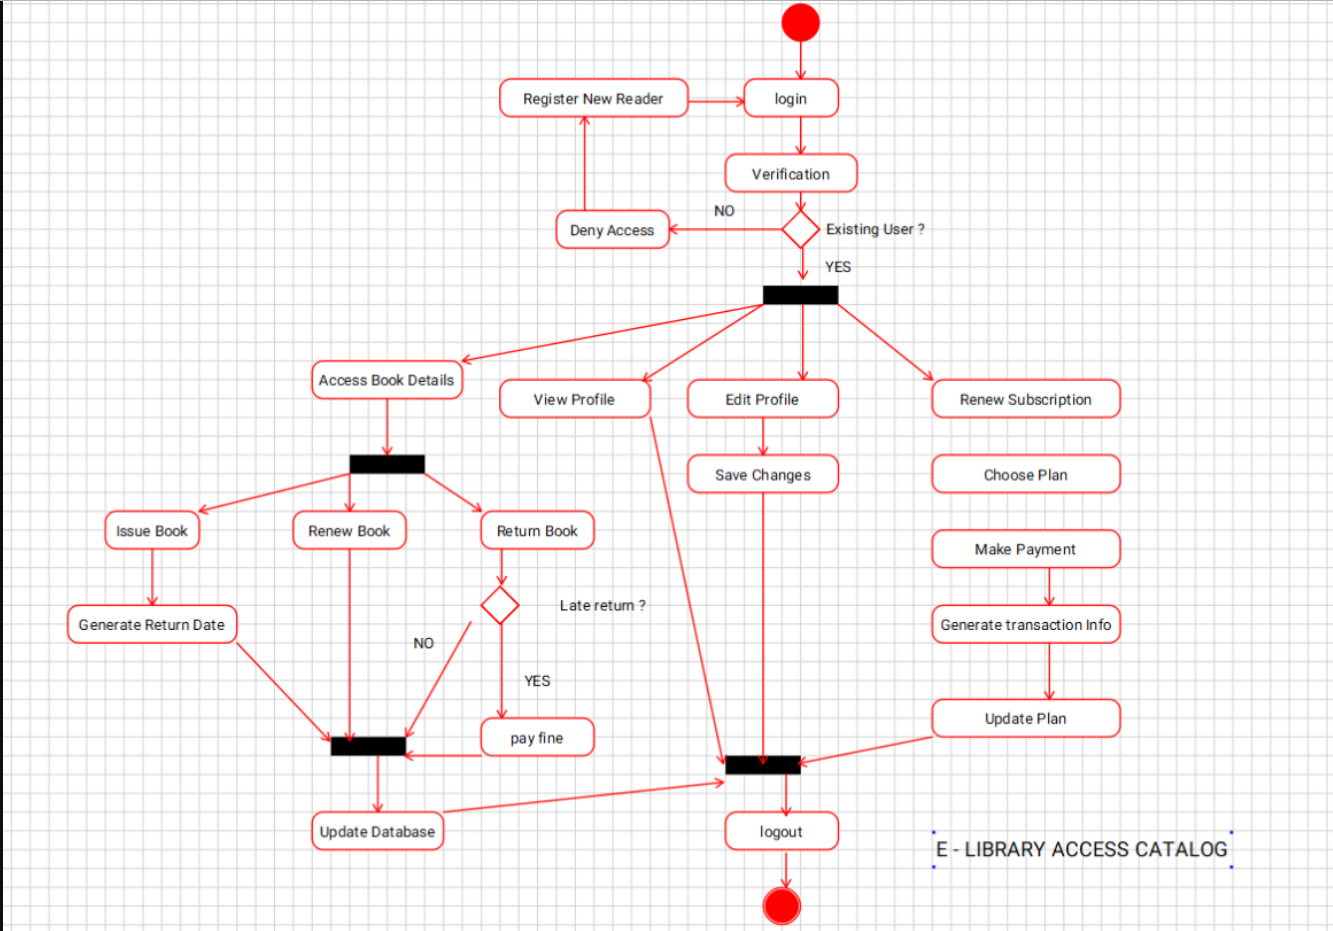 Register New Reader
login
Verification
NO
Deny Access
Existing User ?
YES
Access Book Details
View Profile
Edit Profile
Renew Subscription
Save Changes
Choose Plan
Issue Book
Renew Book
Return Book
Make Payment
Generate Return Date
Late return ?
Generate transaction Info
NO
YES
pay fine
Update Plan
Update Database
logout
E - LIBRARY ACCESS CATALOG